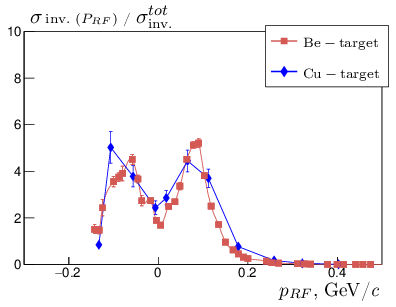 σ inv. (P_RF) / σ^tot_inv.
10
Be – target
8
Cu – target
6
4
2
0
−0.2 0 0.2 0.4
p_RF, GeV/c